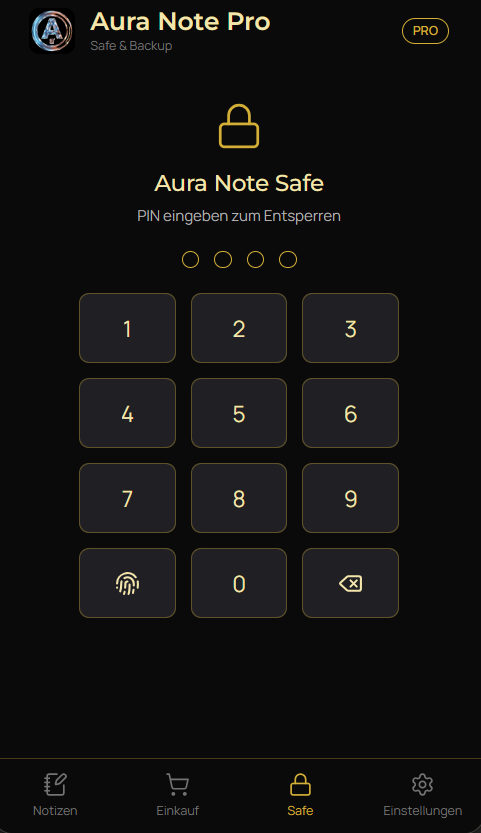 Aura Note Pro
Safe & Backup
PRO
Aura Note Safe
PIN eingeben zum Entsperren
1 2 3
4 5 6
7 8 9
0
Notizen Einkauf Safe Einstellungen